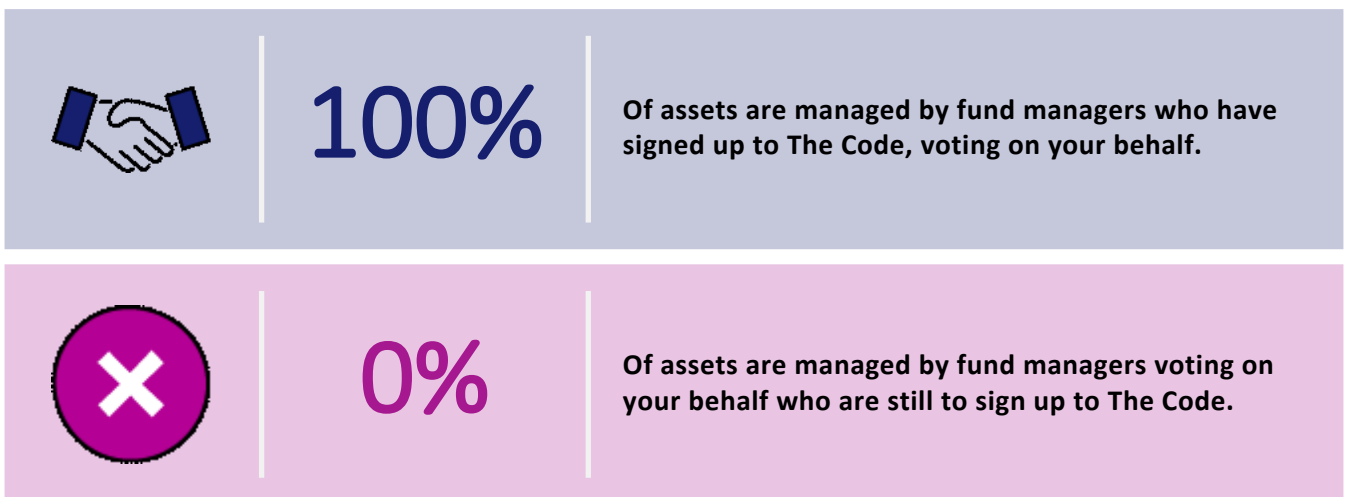 100%
Of assets are managed by fund managers who have
signed up to The Code, voting on your behalf.
0%
Of assets are managed by fund managers voting on
your behalf who are still to sign up to The Code.